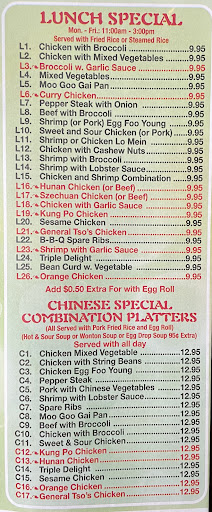 LUNCH SPECIAL
Mon. - Fri.: 11:00am - 3:00pm
Served with Fried Rice or Steamed Rice
L1. Chicken with Broccoli ..........9.95
L2. Chicken with Mixed Vegetables ..........9.95
L3. Broccoli w. Garlic Sauce ..........9.95
L4. Mixed Vegetables ..........9.95
L5. Moo Goo Gai Pan ..........9.95
L6. Curry Chicken ..........9.95
L7. Pepper Steak with Onion ..........9.95
L8. Beef with Broccoli ..........9.95
L9. Shrimp (or Pork) Egg Foo Young ..........9.95
L10. Sweet and Sour Chicken (or Pork) ..........9.95
L11. Shrimp or Chicken Lo Mein ..........9.95
L12. Chicken with Cashew Nuts ..........9.95
L13. Shrimp with Broccoli ..........9.95
L14. Shrimp with Lobster Sauce ..........9.95
L15. Chicken and Shrimp Combination ..........9.95
L16. Hunan Chicken (or Beef) ..........9.95
L17. Szechuan Chicken (or Beef) ..........9.95
L18. Chicken with Garlic Sauce ..........9.95
L19. Kung Po Chicken ..........9.95
L20. Sesame Chicken ..........9.95
L21. General Tso's Chicken ..........9.95
L22. B-B-Q Spare Ribs ..........9.95
L23. Shrimp with Garlic Sauce ..........9.95
L24. Triple Delight ..........9.95
L25. Bean Curd w. Vegetable ..........9.95
L26. Orange Chicken ..........9.95
Add $0.50 Extra For with Egg Roll
CHINESE SPECIAL
COMBINATION PLATTERS
(All Served with Pork Fried Rice and Egg Roll)
(Hot & Sour Soup or Wonton Soup or Egg Drop Soup 95¢ Extra)
Served with all day
C1. Chicken Mixed Vegetable ..........12.95
C2. Chicken with String Beans ..........12.95
C3. Chicken Egg Foo Young ..........12.95
C4. Pepper Steak ..........12.95
C5. Pork with Chinese Vegetables ..........12.95
C6. Shrimp with Lobster Sauce ..........12.95
C7. Spare Ribs ..........12.95
C8. Moo Goo Gai Pan ..........12.95
C9. Beef with Broccoli ..........12.95
C10. Chicken with Broccoli ..........12.95
C11. Sweet & Sour Chicken ..........12.95
C12. Kung Po Chicken ..........12.95
C13. Hunan Chicken ..........12.95
C14. Triple Delight ..........12.95
C15. Sesame Chicken ..........12.95
C16. Orange Chicken ..........12.95
C17. General Tso's Chicken ..........12.95